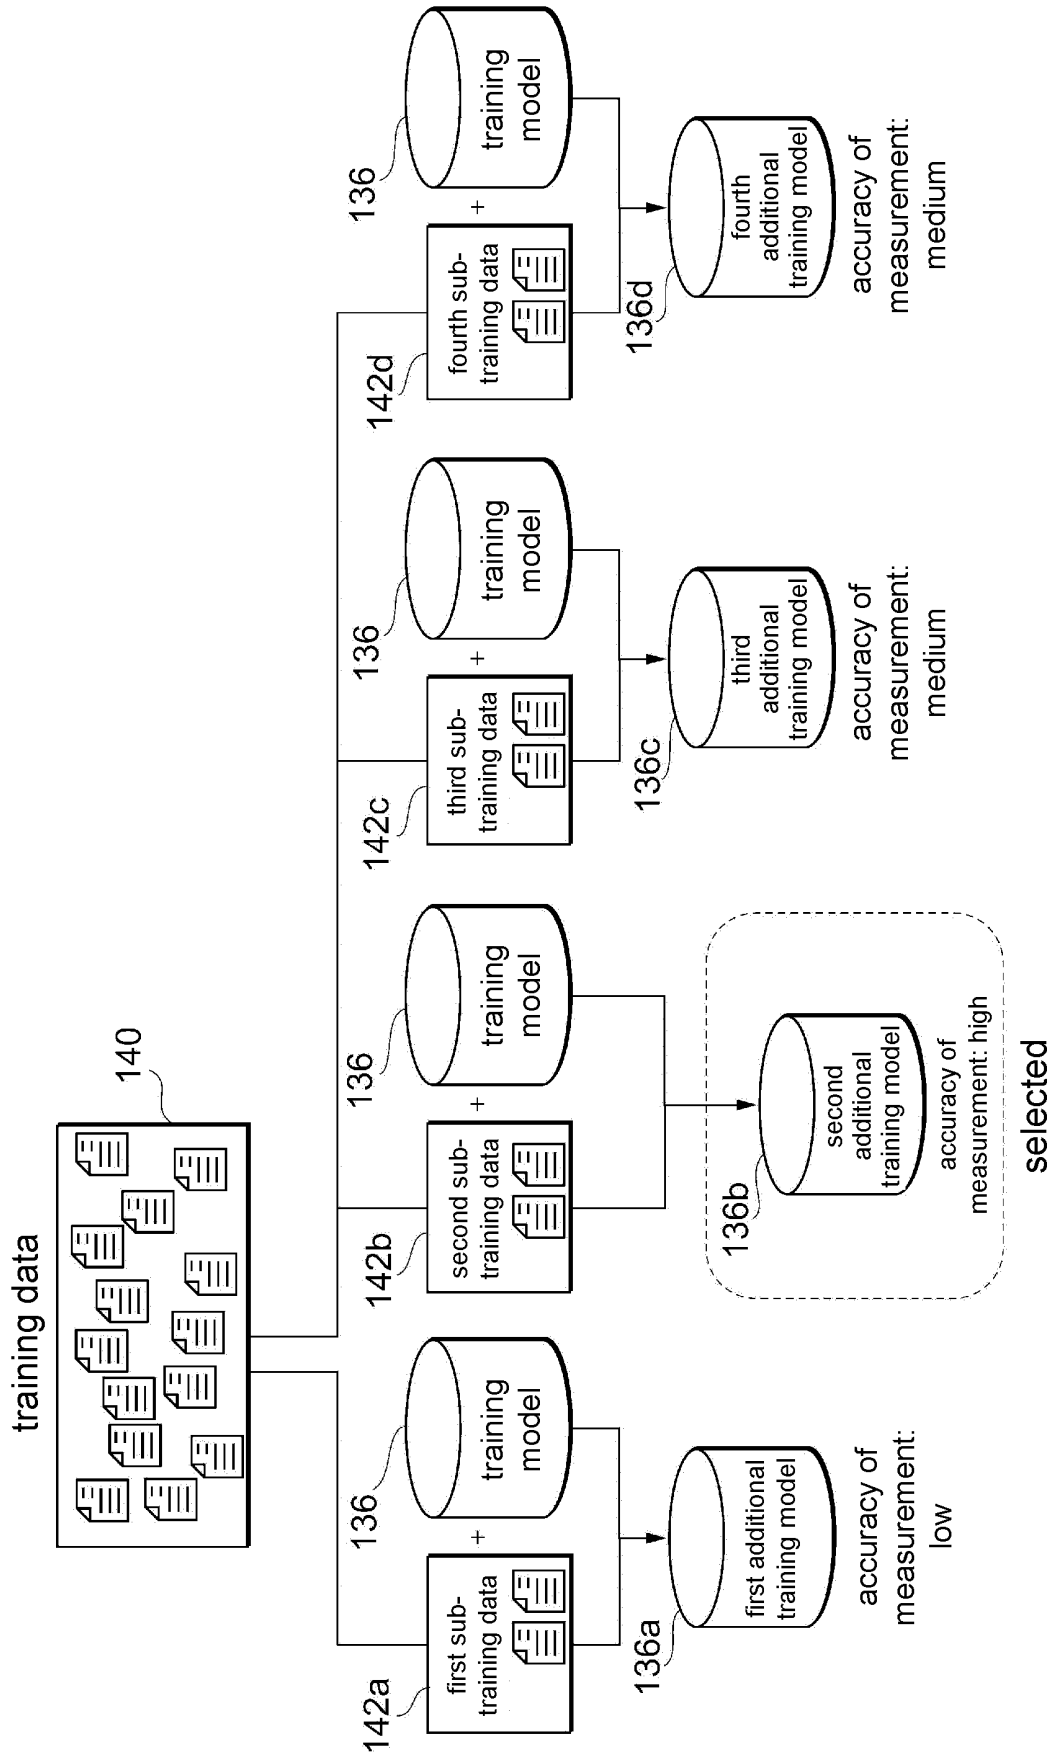 training data
140
142a
first sub-
training data
+
136
training
model
136a
first additional
training model
accuracy of
measurement:
low
142b
second sub-
training data
+
136
training
model
136b
second
additional
training model
accuracy of
measurement: high
selected
142c
third sub-
training data
+
136
training
model
136c
third
additional
training model
accuracy of
measurement:
medium
142d
fourth sub-
training data
+
136
training
model
136d
fourth
additional
training model
accuracy of
measurement:
medium